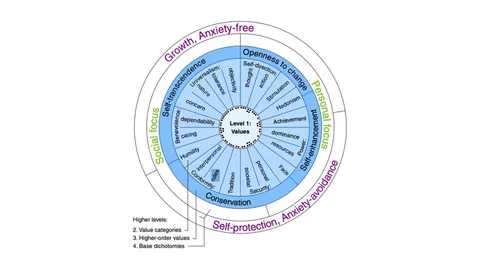 Growth, Anxiety-free
Personal focus
Self-protection, Anxiety-avoidance
Social focus
Openness to change
Self-enhancement
Conservation
Self-transcendence
Self-direction:
thought
action
Stimulation
Hedonism
Achievement
Power:
dominance
resources
Face
Security:
personal
societal
Tradition
Conformity:
rules
interpersonal
Humility
Benevolence:
caring
dependability
Universalism:
concern
nature
tolerance
objectivity
Level 1:
Values
Higher levels:
2. Value categories
3. Higher-order values
4. Base dichotomies